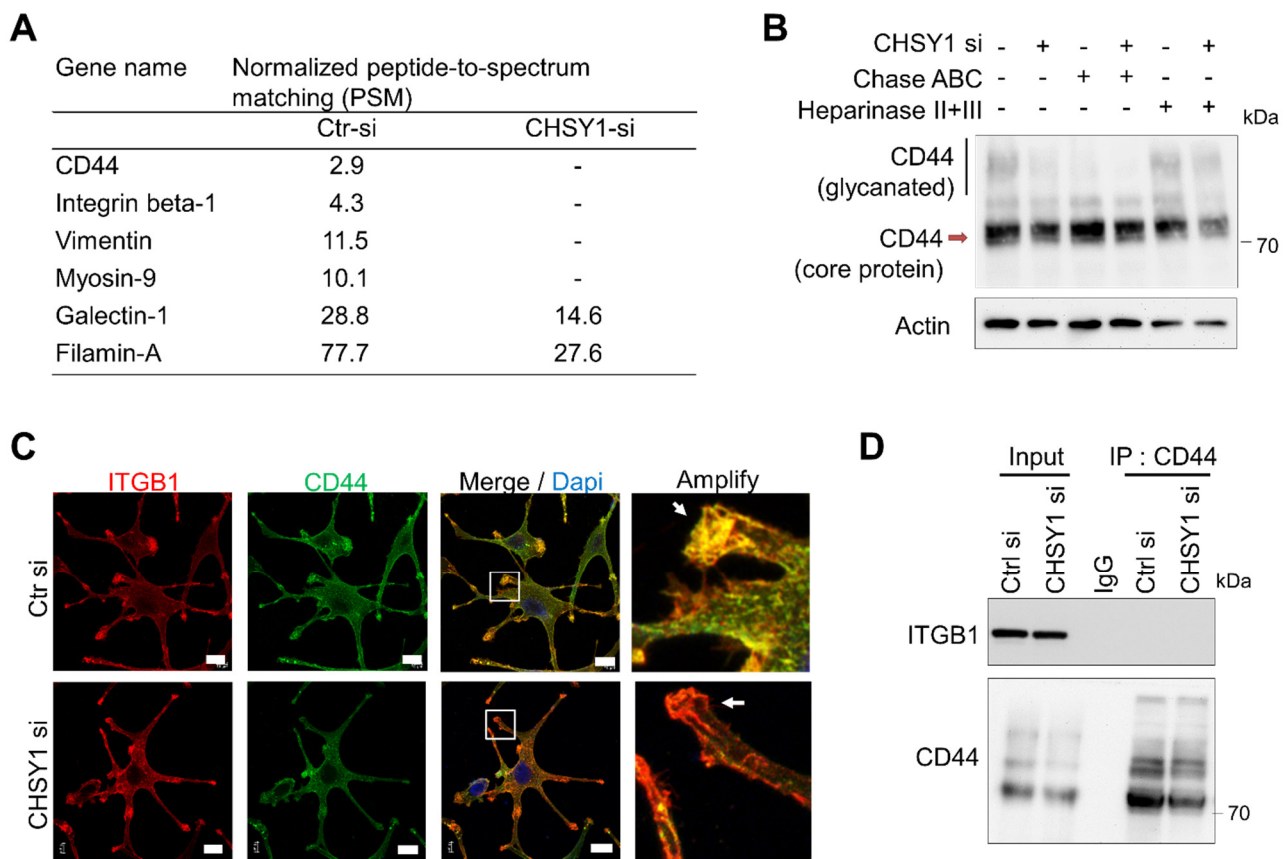 A
Gene name Normalized peptide-to-spectrum
matching (PSM)
Ctr-si CHSY1-si
CD44 2.9 -
Integrin beta-1 4.3 -
Vimentin 11.5 -
Myosin-9 10.1 -
Galectin-1 28.8 14.6
Filamin-A 77.7 27.6
B
CHSY1 si - + - + - +
Chase ABC - - + + - -
Heparinase II+III - - - - + +
kDa
CD44
(glycanated)
CD44
(core protein)
70
Actin
C
ITGB1 CD44 Merge / Dapi Amplify
Ctr si
CHSY1 si
D
Input IP : CD44
Ctrl si CHSY1 si IgG Ctrl si CHSY1 si
kDa
ITGB1
CD44
70